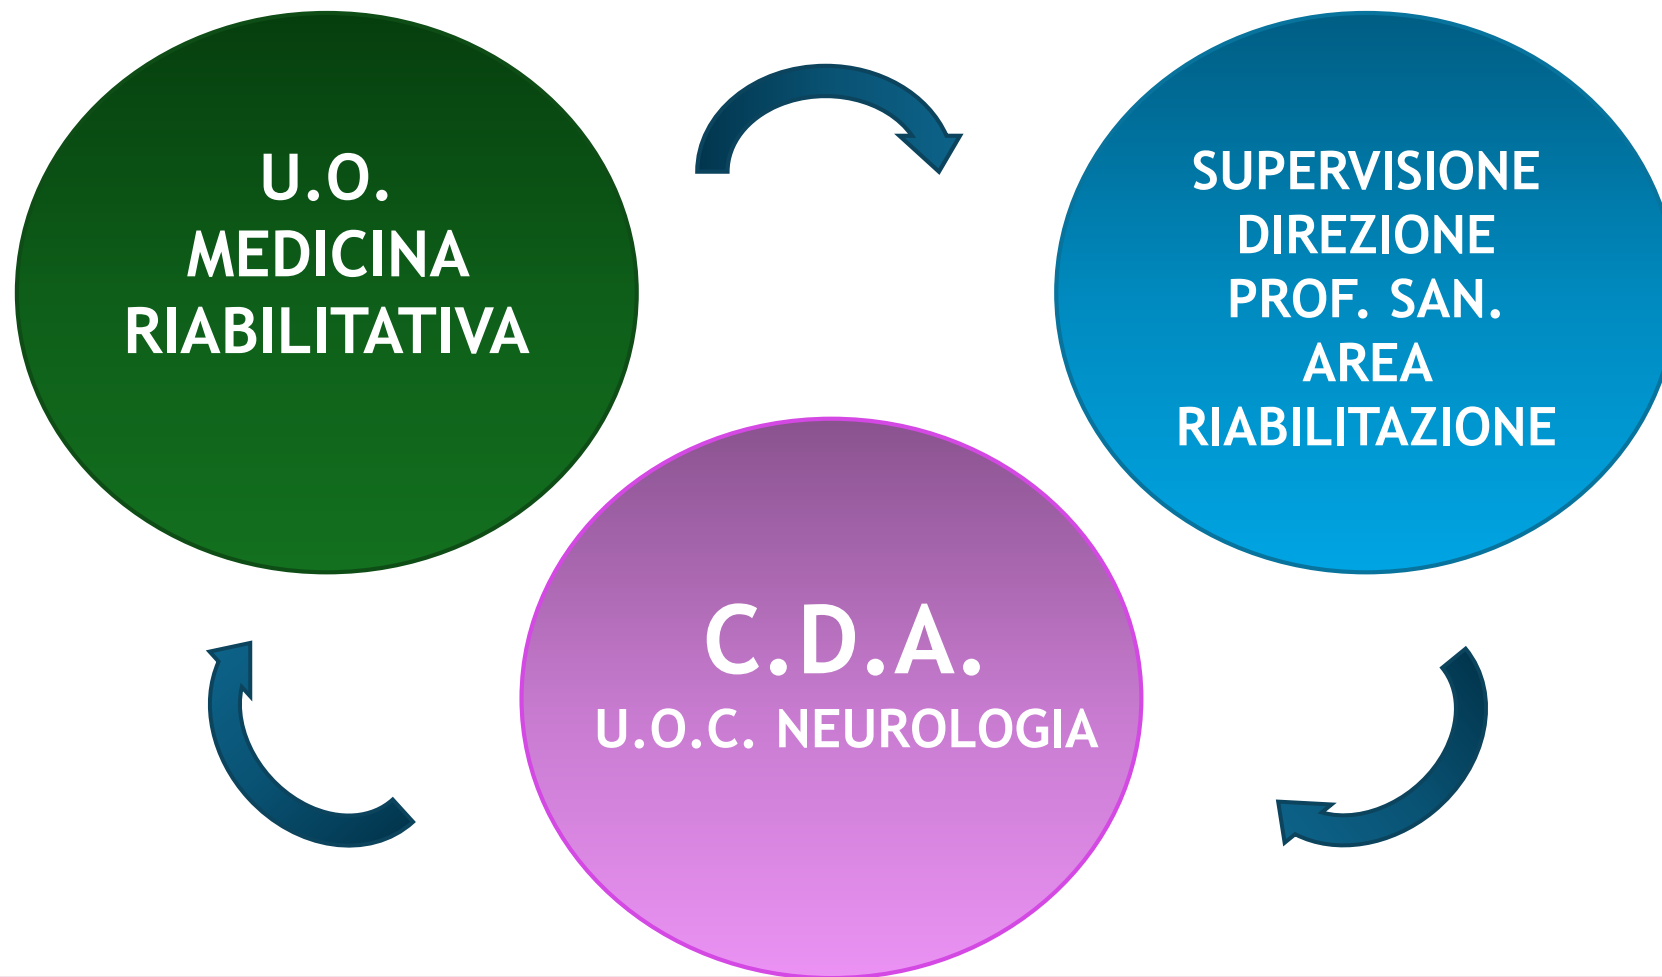 U.O.
MEDICINA
RIABILITATIVA
SUPERVISIONE
DIREZIONE
PROF. SAN.
AREA
RIABILITAZIONE
C.D.A.
U.O.C. NEUROLOGIA